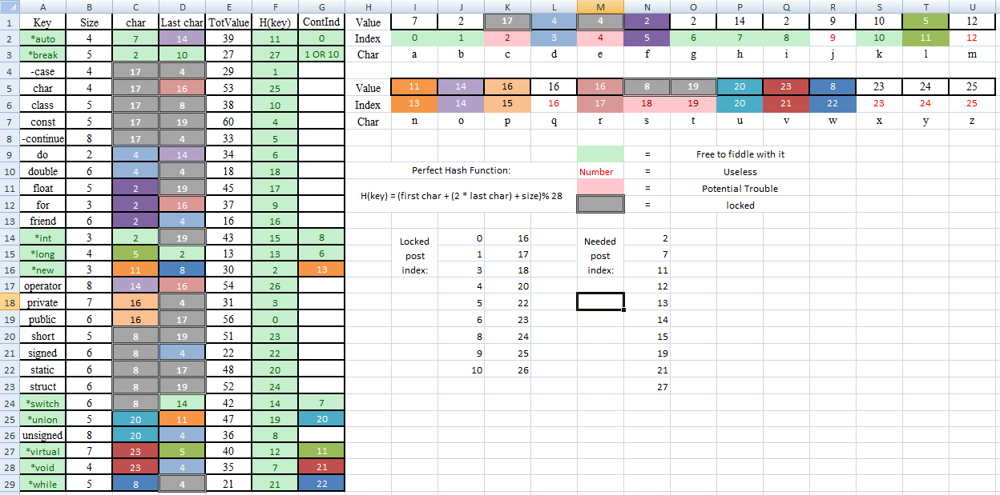 A B C D E F G H I J K L M N O P Q R S T U
1 Key Size char Last char TotValue H(key) ContInd Value 7 2 17 4 4 2 2 14 2 9 10 5 12
2 *auto 4 7 14 39 11 0 Index 0 1 2 3 4 5 6 7 8 9 10 11 12
3 *break 5 2 10 27 27 1 OR 10 Char a b c d e f g h i j k l m
4 -case 4 17 4 29 1
5 char 4 17 16 53 25 Value 11 14 16 16 16 8 19 20 23 8 23 24 25
6 class 5 17 8 38 10 Index 13 14 15 16 17 18 19 20 21 22 23 24 25
7 const 5 17 19 60 4 Char n o p q r s t u v w x y z
8 -continue 8 17 4 33 5
9 do 2 4 14 34 6 = Free to fiddle with it
10 double 6 4 4 18 18 Perfect Hash Function: Number = Useless
11 float 5 2 19 45 17 = Potential Trouble
H(key) = (first char + (2 * last char) + size)% 28
12 for 3 2 16 37 9 = locked
13 friend 6 2 4 16 16
14 *int 3 2 19 43 15 8 Locked 0 16 Needed 2
15 *long 4 5 2 13 13 6 post 1 17 post 7
16 *new 3 11 8 30 2 13 index: 3 18 index: 11
17 operator 8 14 16 54 26 4 20 12
18 private 7 16 4 31 3 5 22 13
19 public 6 16 17 56 0 6 23 14
20 short 5 8 19 51 23 8 24 15
21 signed 6 8 4 22 22 9 25 19
22 static 6 8 17 48 20 10 26 21
23 struct 6 8 19 52 24 27
24 *switch 6 8 14 42 14 7
25 *union 5 20 11 47 19 20
26 unsigned 8 20 4 36 8
27 *virtual 7 23 5 40 12 11
28 *void 4 23 4 35 7 21
29 *while 5 8 4 21 21 22